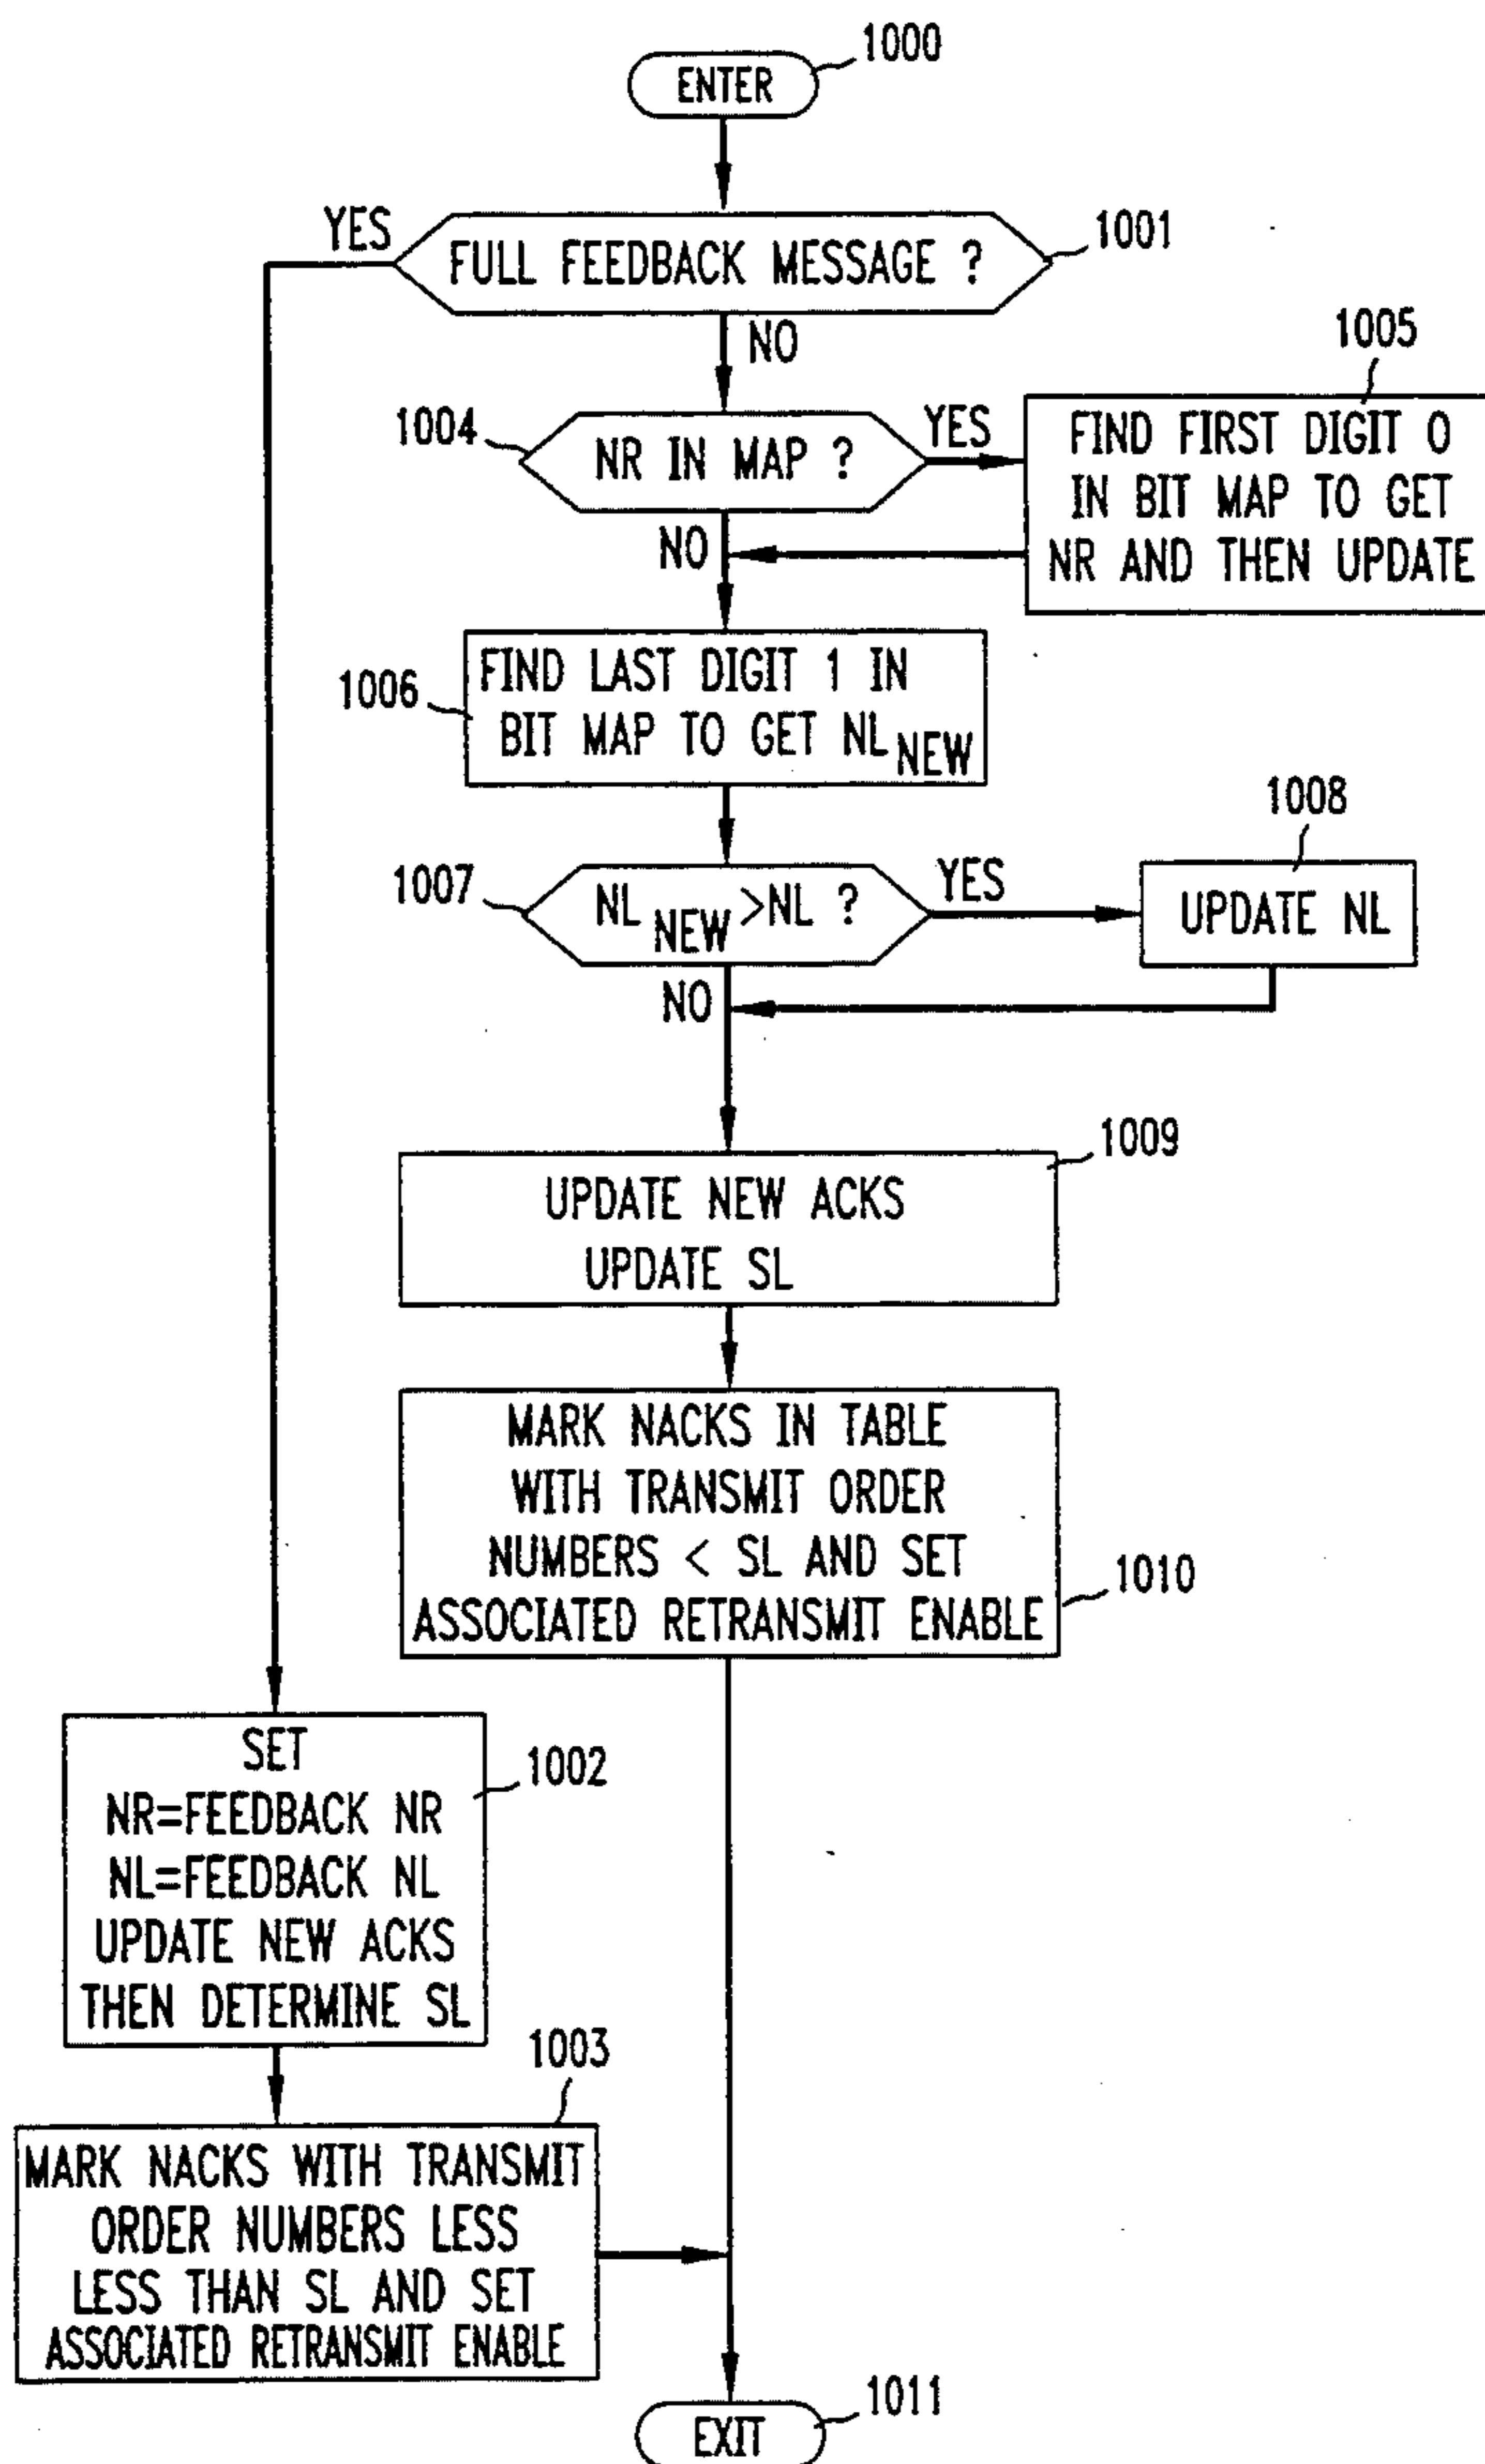 1000
ENTER
YES
FULL FEEDBACK MESSAGE ?
1001
NO
1005
1004
NR IN MAP ?
YES
FIND FIRST DIGIT 0
IN BIT MAP TO GET
NR AND THEN UPDATE
NO
1006
FIND LAST DIGIT 1 IN
BIT MAP TO GET NL NEW
1008
1007
NL NEW >NL ?
YES
UPDATE NL
NO
1009
UPDATE NEW ACKS
UPDATE SL
MARK NACKS IN TABLE
WITH TRANSMIT ORDER
NUMBERS < SL AND SET
ASSOCIATED RETRANSMIT ENABLE
1010
SET
NR=FEEDBACK NR
NL=FEEDBACK NL
UPDATE NEW ACKS
THEN DETERMINE SL
1002
1003
MARK NACKS WITH TRANSMIT
ORDER NUMBERS LESS
LESS THAN SL AND SET
ASSOCIATED RETRANSMIT ENABLE
1011
EXIT